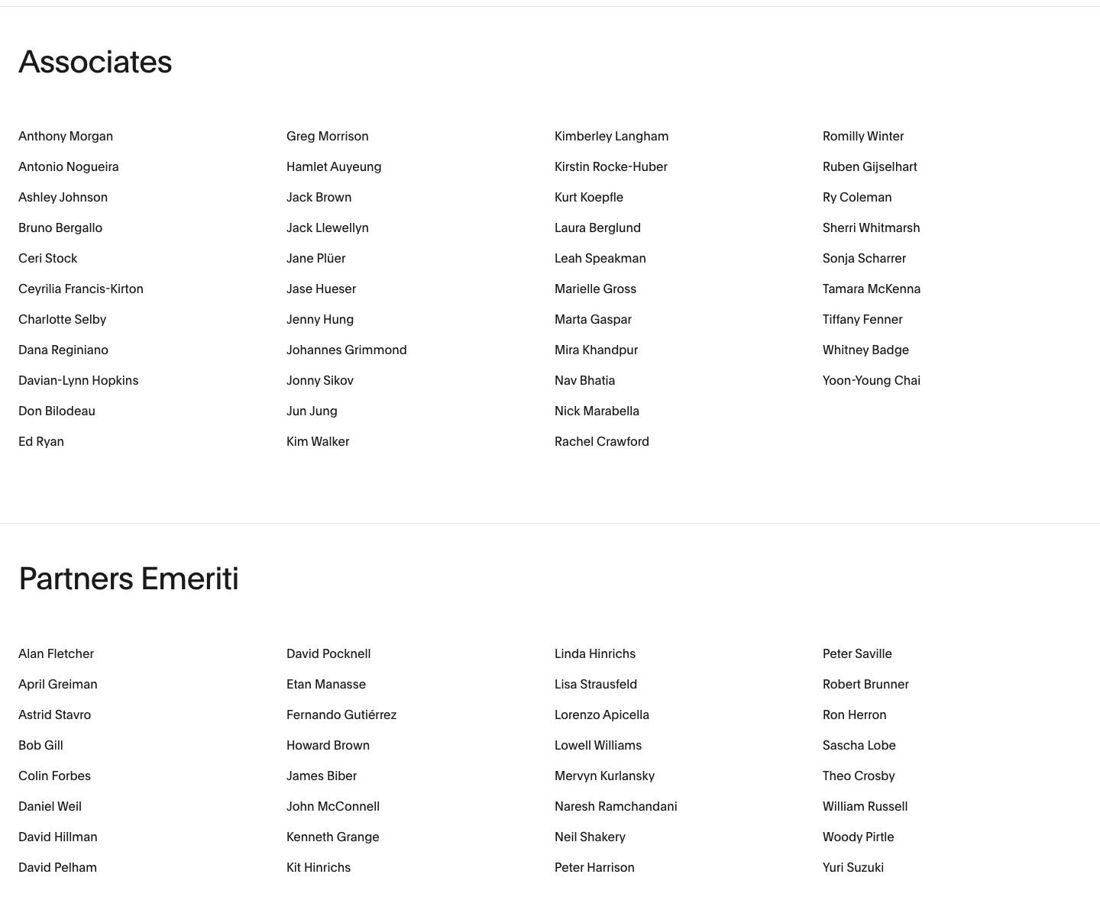 Associates
Anthony Morgan
Antonio Nogueira
Ashley Johnson
Bruno Bergallo
Ceri Stock
Ceyrilia Francis-Kirton
Charlotte Selby
Dana Reginiano
Davian-Lynn Hopkins
Don Bilodeau
Ed Ryan
Greg Morrison
Hamlet Auyeung
Jack Brown
Jack Llewellyn
Jane Plüer
Jase Hueser
Jenny Hung
Johannes Grimmond
Jonny Sikov
Jun Jung
Kim Walker
Kimberley Langham
Kirstin Rocke-Huber
Kurt Koepfle
Laura Berglund
Leah Speakman
Marielle Gross
Marta Gaspar
Mira Khandpur
Nav Bhatia
Nick Marabella
Rachel Crawford
Romilly Winter
Ruben Gijselhart
Ry Coleman
Sherri Whitmarsh
Sonja Scharrer
Tamara McKenna
Tiffany Fenner
Whitney Badge
Yoon-Young Chai
Partners Emeriti
Alan Fletcher
April Greiman
Astrid Stavro
Bob Gill
Colin Forbes
Daniel Weil
David Hillman
David Pelham
David Pocknell
Etan Manasse
Fernando Gutiérrez
Howard Brown
James Biber
John McConnell
Kenneth Grange
Kit Hinrichs
Linda Hinrichs
Lisa Strausfeld
Lorenzo Apicella
Lowell Williams
Mervyn Kurlansky
Naresh Ramchandani
Neil Shakery
Peter Harrison
Peter Saville
Robert Brunner
Ron Herron
Sascha Lobe
Theo Crosby
William Russell
Woody Pirtle
Yuri Suzuki